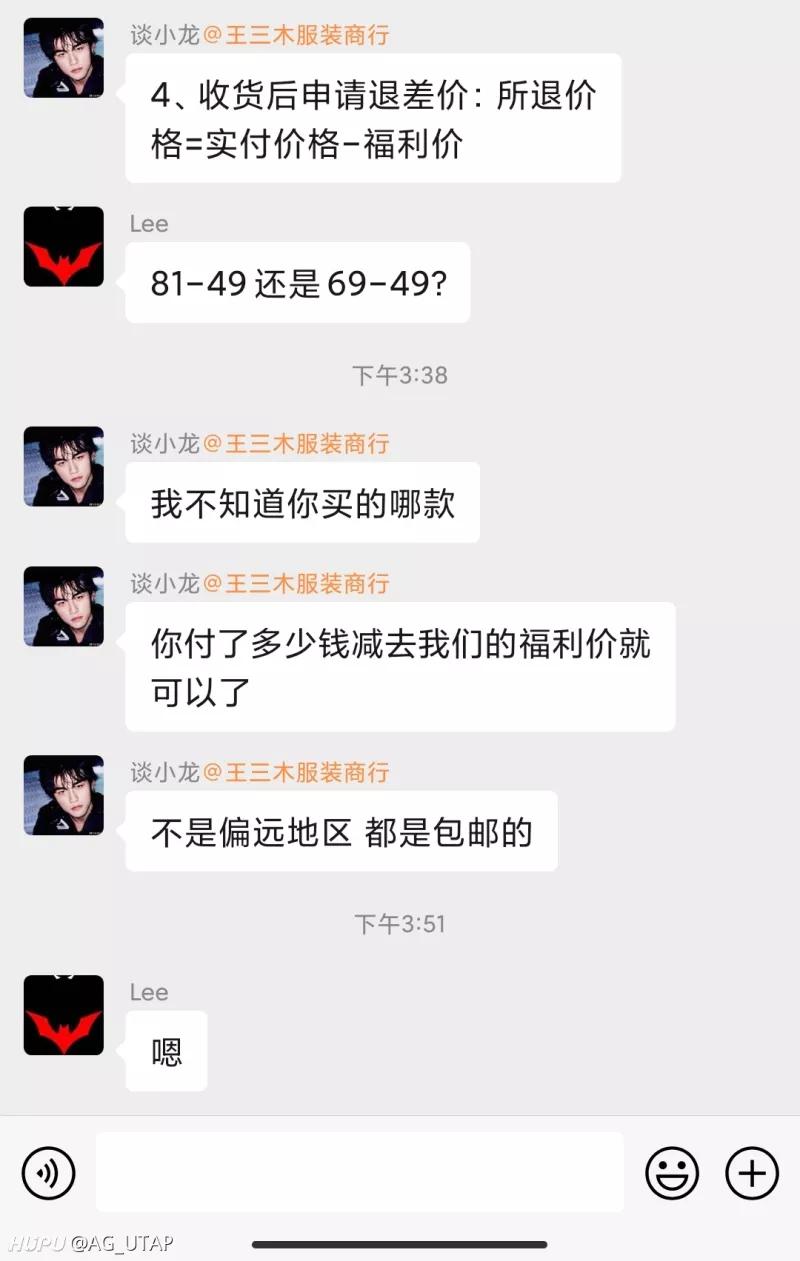 谈小龙@王三木服装商行
4、收货后申请退差价：所退价
格=实付价格-福利价
Lee
81-49还是69-49?
下午3:38
谈小龙@王三木服装商行
我不知道你买的哪款
谈小龙@王三木服装商行
你付了多少钱减去我们的福利价就
可以了
谈小龙@王三木服装商行
不是偏远地区 都是包邮的
下午3:51
Lee
嗯
HUPU @AG_UTAP